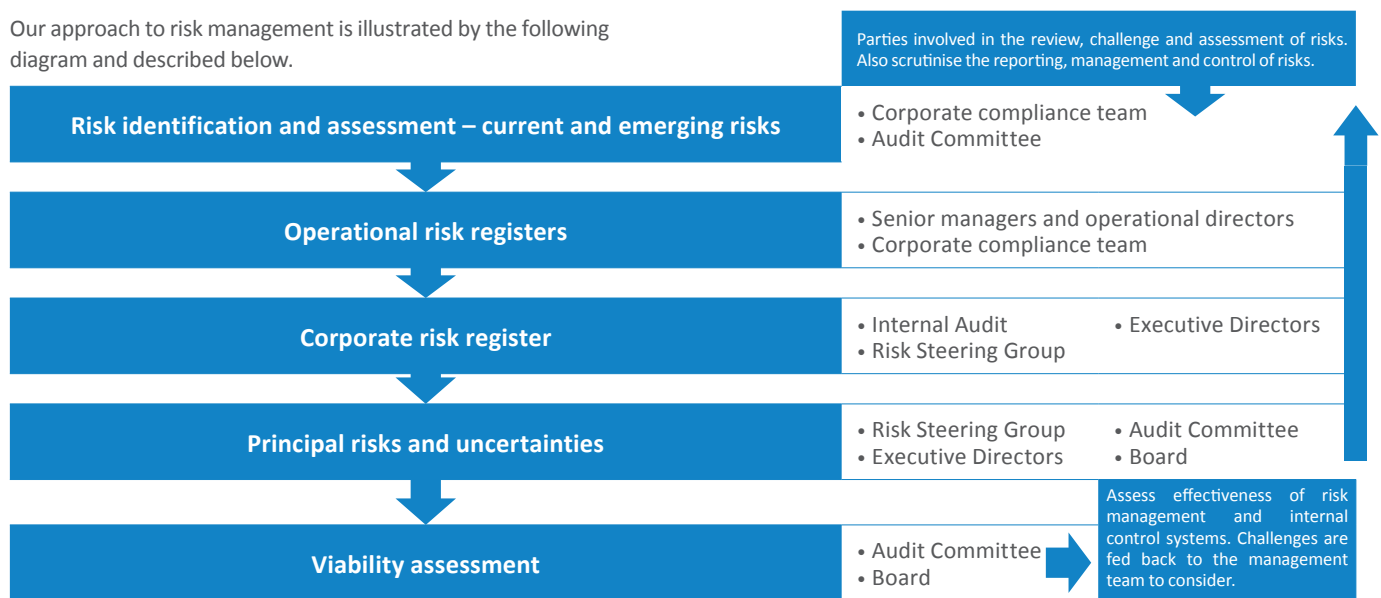 Our approach to risk management is illustrated by the following
diagram and described below.
Parties involved in the review, challenge and assessment of risks.
Also scrutinise the reporting, management and control of risks.
Risk identification and assessment – current and emerging risks
• Corporate compliance team
• Audit Committee
Operational risk registers
• Senior managers and operational directors
• Corporate compliance team
Corporate risk register
• Internal Audit
• Risk Steering Group
• Executive Directors
Principal risks and uncertainties
• Risk Steering Group
• Executive Directors
• Audit Committee
• Board
Viability assessment
• Audit Committee
• Board
Assess effectiveness of risk
management and internal
control systems. Challenges are
fed back to the management
team to consider.